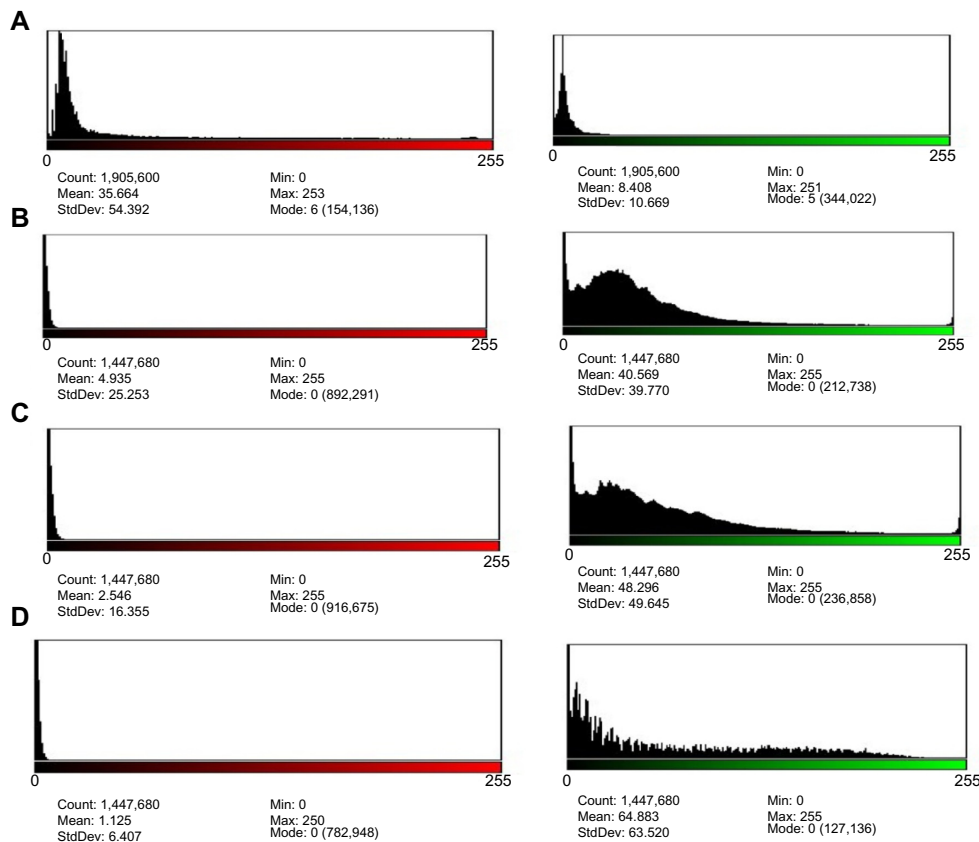 A
0 255 0 255
Count: 1,905,600 Min: 0 Count: 1,905,600 Min: 0
Mean: 35.664 Max: 253 Mean: 8.408 Max: 251
StdDev: 54.392 Mode: 6 (154,136) StdDev: 10.669 Mode: 5 (344,022)
B
0 255 0 255
Count: 1,447,680 Min: 0 Count: 1,447,680 Min: 0
Mean: 4.935 Max: 255 Mean: 40.569 Max: 255
StdDev: 25.253 Mode: 0 (892,291) StdDev: 39.770 Mode: 0 (212,738)
C
0 255 0 255
Count: 1,447,680 Min: 0 Count: 1,447,680 Min: 0
Mean: 2.546 Max: 255 Mean: 48.296 Max: 255
StdDev: 16.355 Mode: 0 (916,675) StdDev: 49.645 Mode: 0 (236,858)
D
0 255 0 255
Count: 1,447,680 Min: 0 Count: 1,447,680 Min: 0
Mean: 1.125 Max: 250 Mean: 64.883 Max: 255
StdDev: 6.407 Mode: 0 (782,948) StdDev: 63.520 Mode: 0 (127,136)